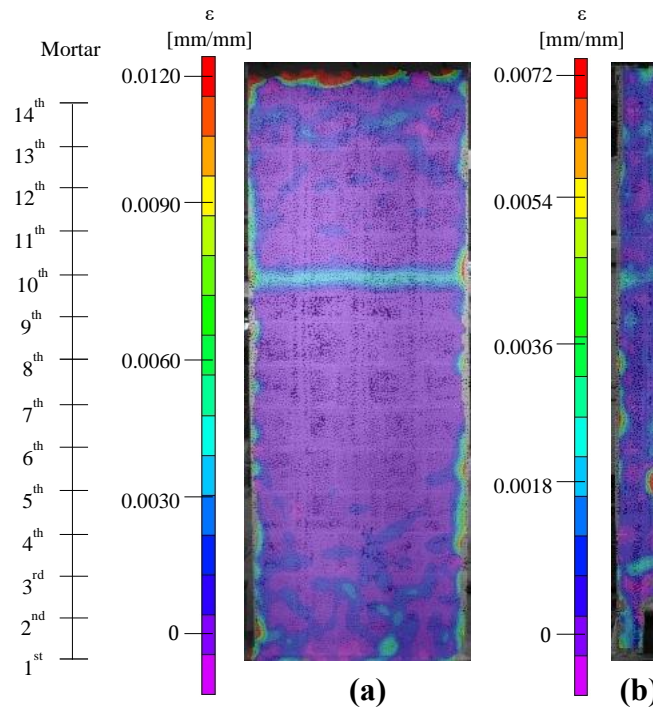 ε
[mm/mm]
Mortar
0.0120
0.0090
0.0060
0.0030
0
14th
13th
12th
11th
10th
9th
8th
7th
6th
5th
4th
3rd
2nd
1st
(a)
ε
[mm/mm]
0.0072
0.0054
0.0036
0.0018
0
(b)